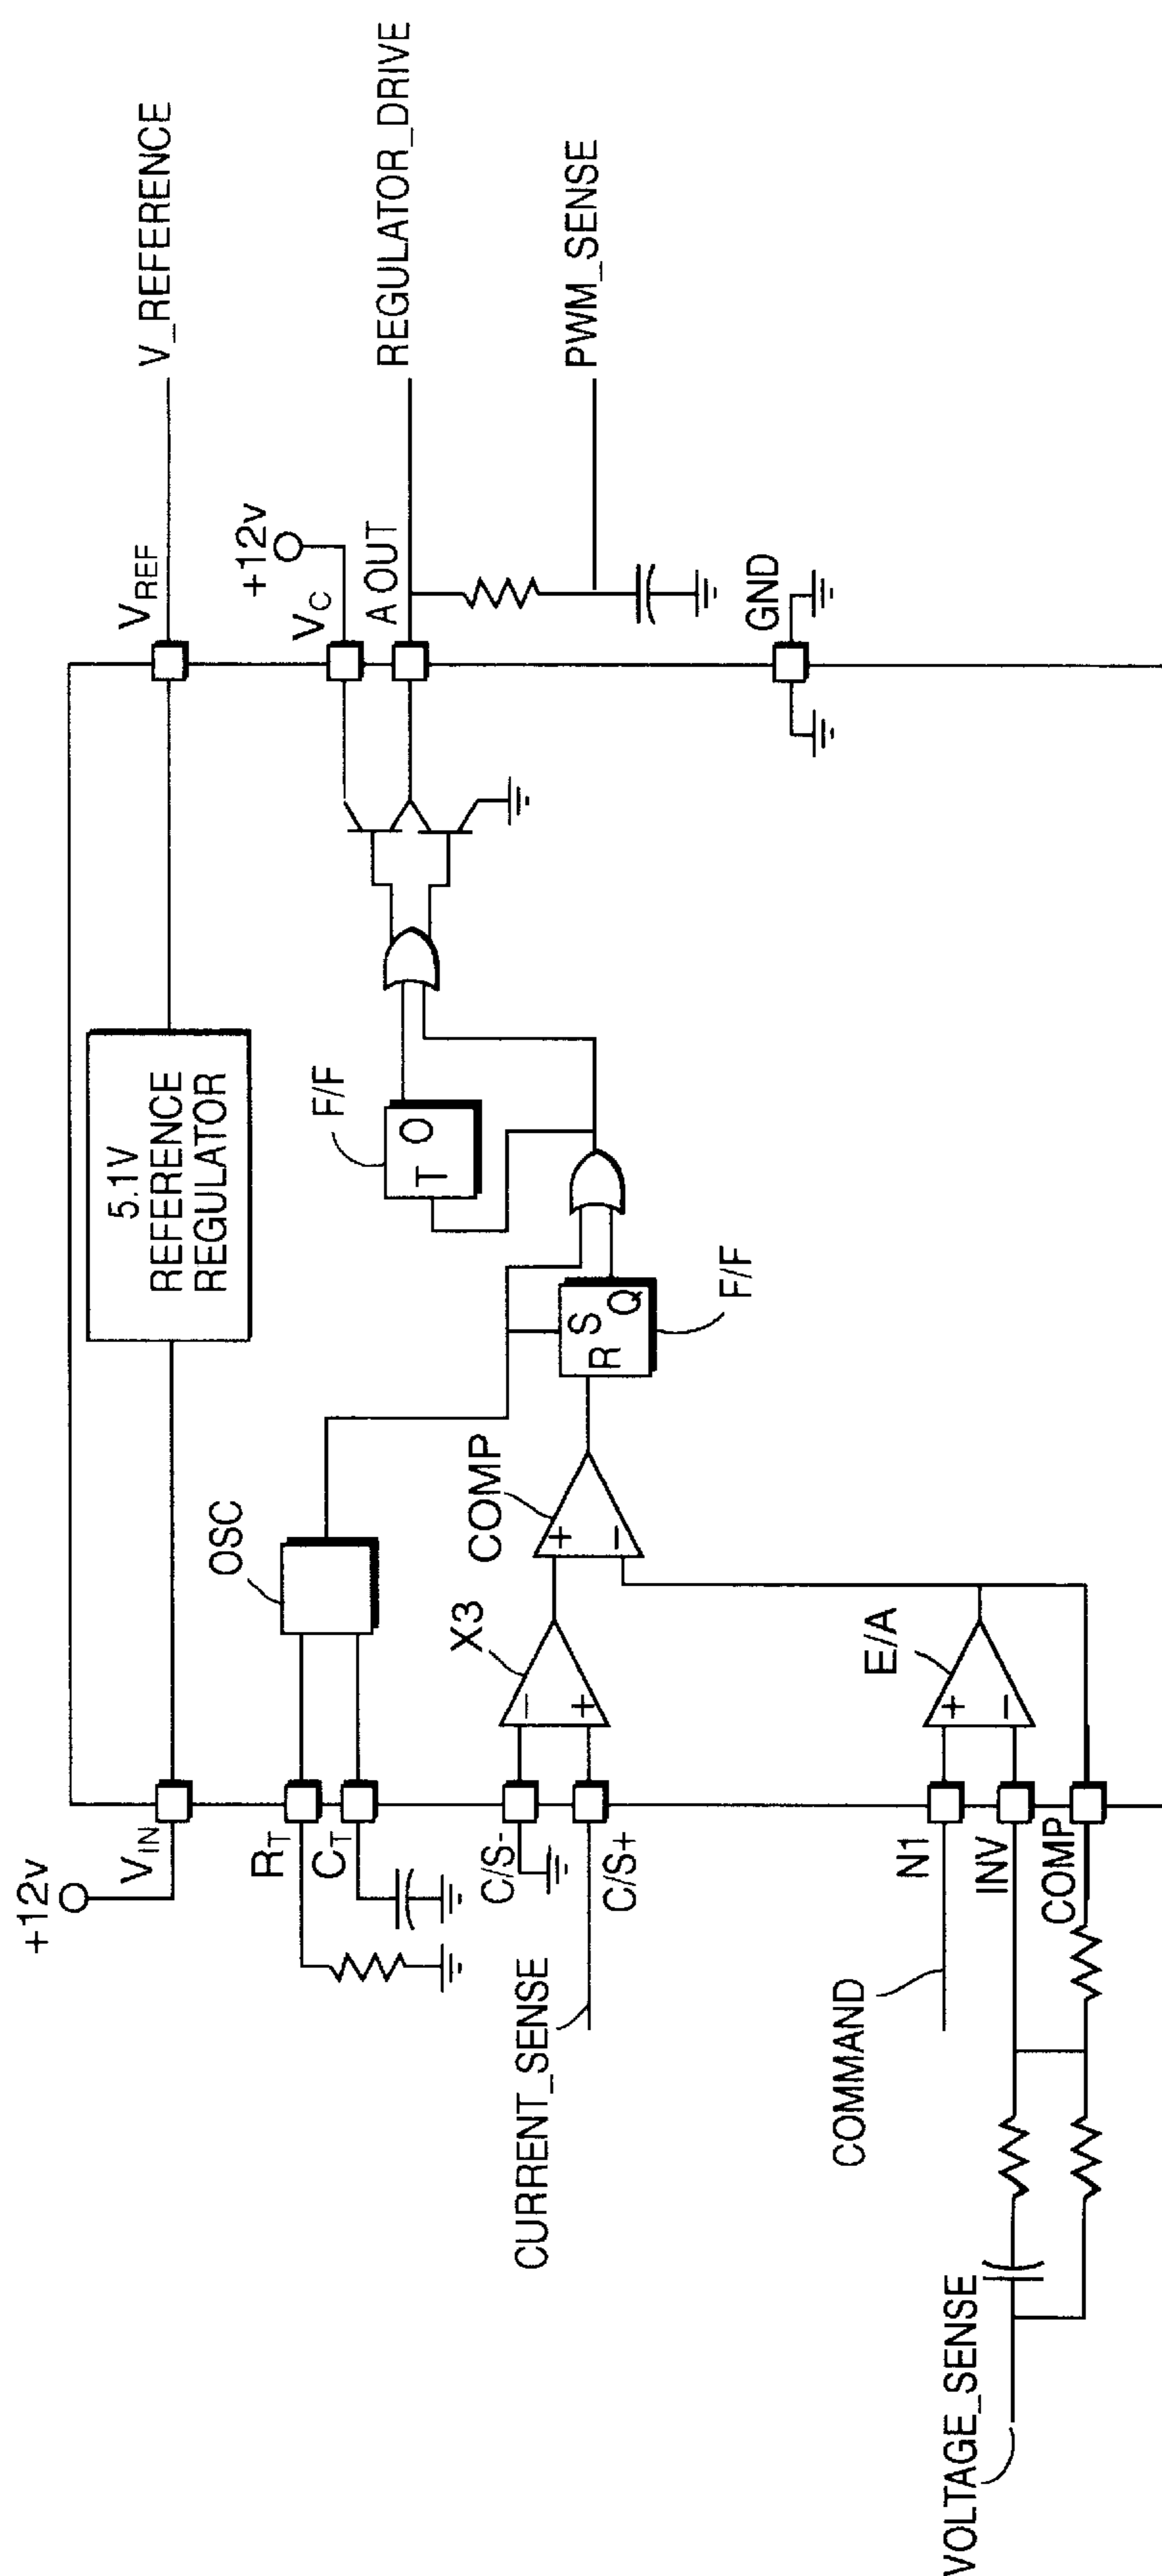 +12v
V_IN
5.1V
REFERENCE
REGULATOR
V_REF
V_REFERENCE
R_T
C_T
OSC
F/F
T O
+12v
V_C
A OUT
REGULATOR_DRIVE
PWM_SENSE
CURRENT_SENSE
C/S-
C/S+
X3
- +
COMP
+ -
R S Q
F/F
GND
COMMAND
N1
INV
COMP
E/A
+ -
VOLTAGE_SENSE